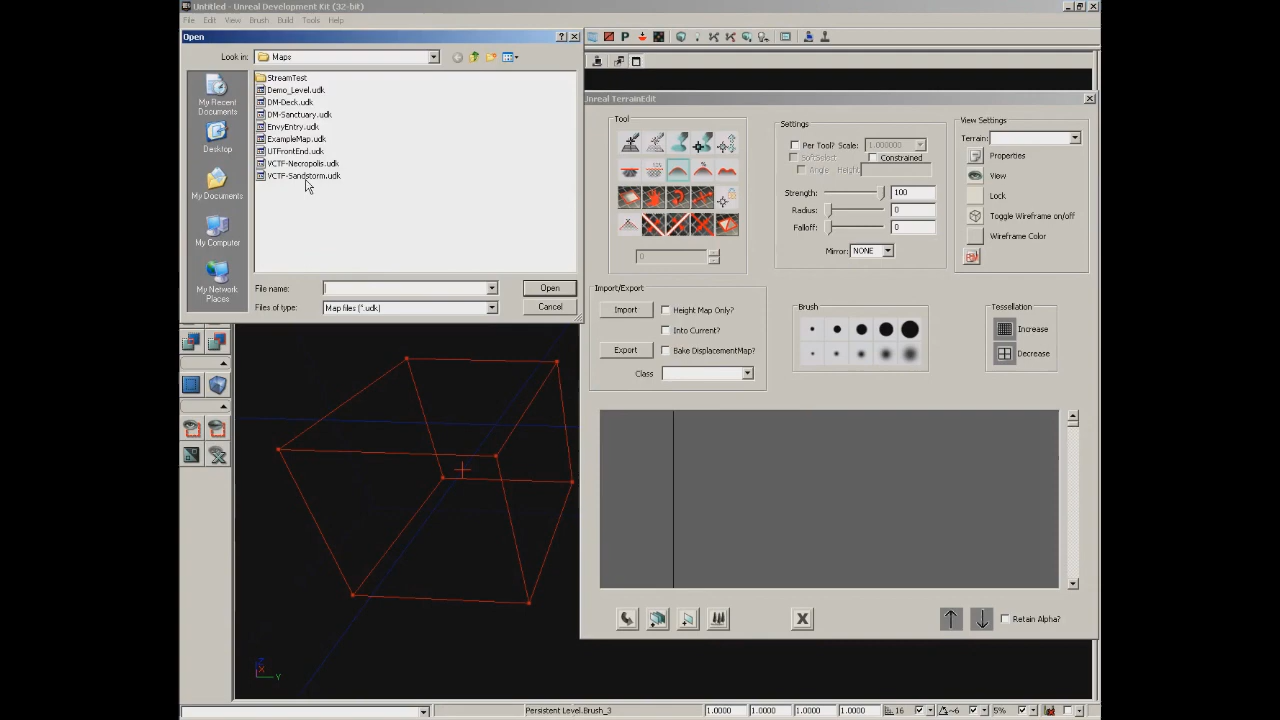 Untitled - Unreal Development Kit (32-bit)
File Edit View Brush Build Tools Help
Open
Look in: Maps
My Recent Documents
Desktop
My Documents
My Computer
My Network Places
StreamTest
Demo_Level.udk
DM-Deck.udk
DM-Sanctuary.udk
EnvyEntry.udk
ExampleMap.udk
UTFrontEnd.udk
VCTF-Necropolis.udk
VCTF-Sandstorm.udk
File name: Open
Files of type: Map files (*.udk) Cancel
Unreal TerrainEdit
Tool
0
Settings
Per Tool? Scale: 1.000000
SoftSelect Constrained
Angle Height
Strength: 100
Radius: 0
Falloff: 0
Mirror: NONE
View Settings
Terrain:
Properties
View
Lock
Toggle Wireframe on/off
Wireframe Color
Import/Export
Import Height Map Only?
Into Current?
Export Bake DisplacementMap?
Class
Brush
Tessellation
Increase
Decrease
Retain Alpha?
Z X Y
Persistent Level.Brush_3 1.0000 1.0000 1.0000 1.0000 16 ~6 5%